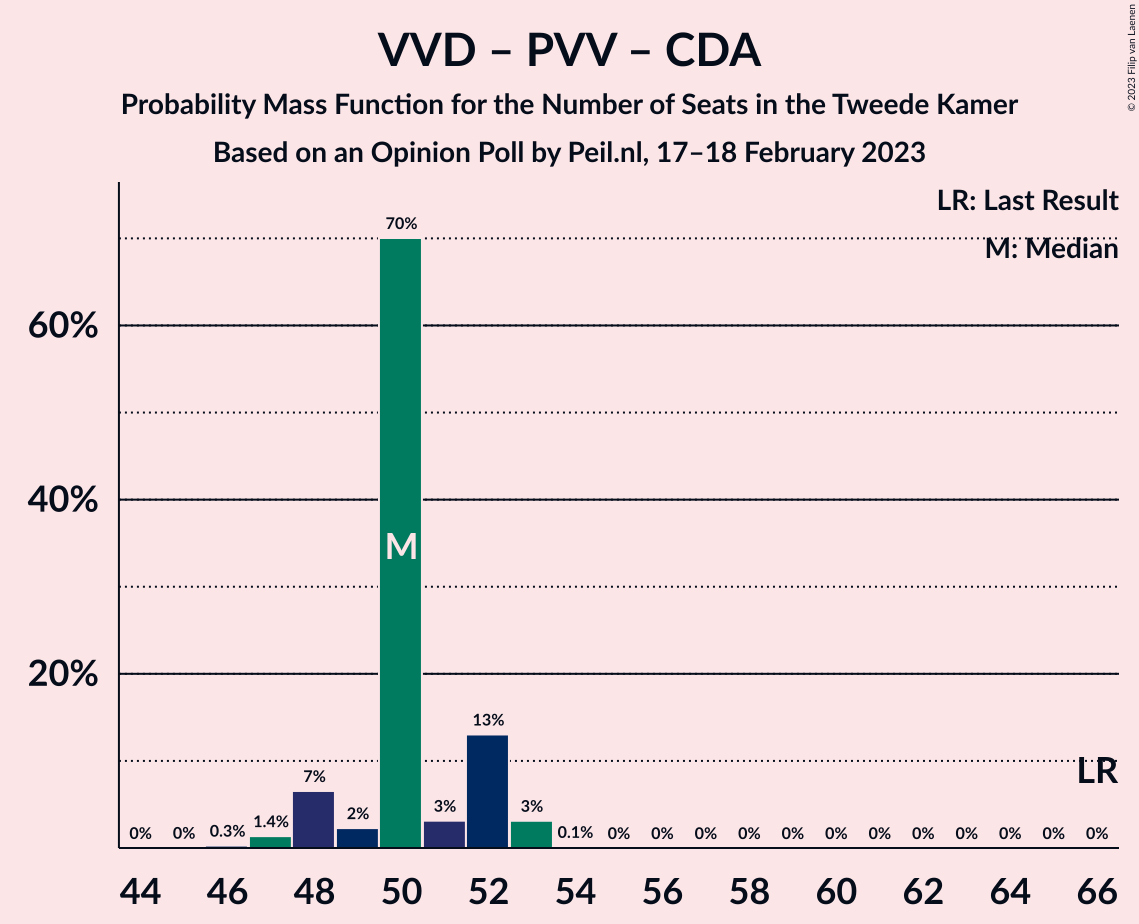 VVD – PVV – CDA
Probability Mass Function for the Number of Seats in the Tweede Kamer
Based on an Opinion Poll by Peil.nl, 17–18 February 2023
© 2023 Filip van Laenen
LR: Last Result
M: Median
60%
40%
20%
0% 0% 0.3% 1.4% 7% 2% 70% 3% 13% 3% 0.1% 0% 0% 0% 0% 0% 0% 0% 0% 0% 0% 0% 0%
M
LR
44 46 48 50 52 54 56 58 60 62 64 66